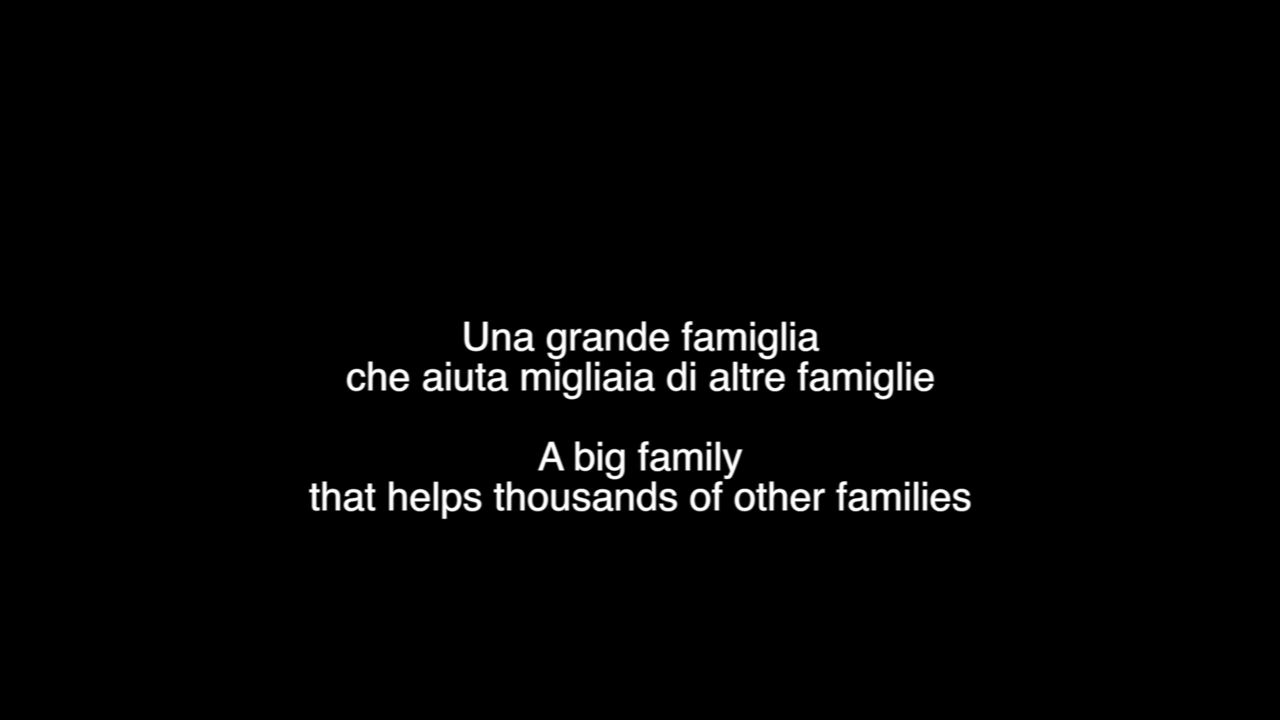 Una grande famiglia
che aiuta migliaia di altre famiglie
A big family
that helps thousands of other families